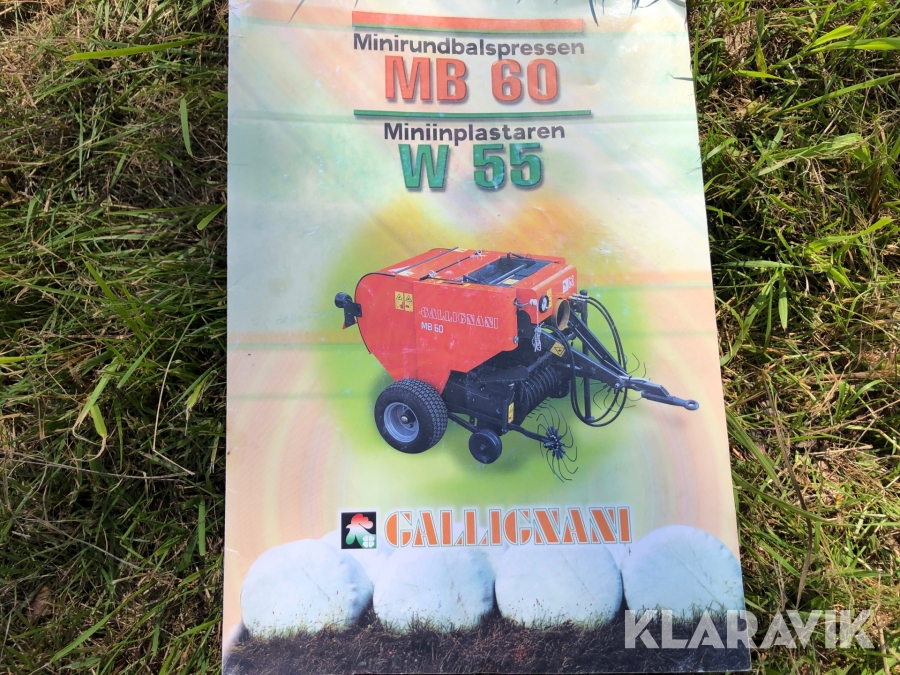 Minirundbalspressen
MB 60
Miniinplastaren
W 55
GALLIGNANI
MB 60
GALLIGNANI
KLARAVIK